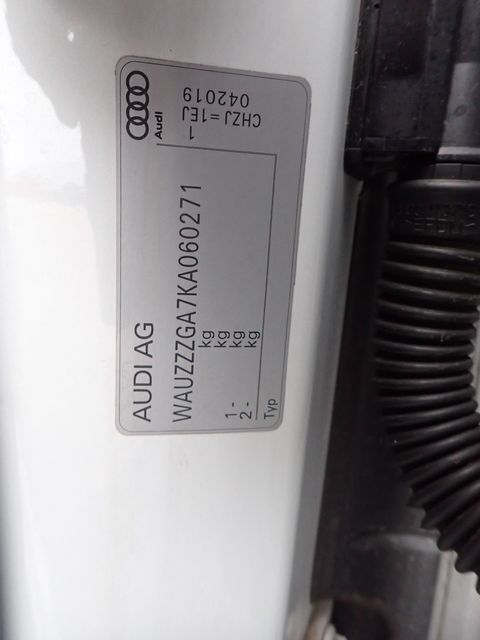 AUDI AG
WAUZZZGA7KA060271
kg
kg
1 - kg
2 - kg
Typ
Audi
1
CHZJ=1EJ
042019